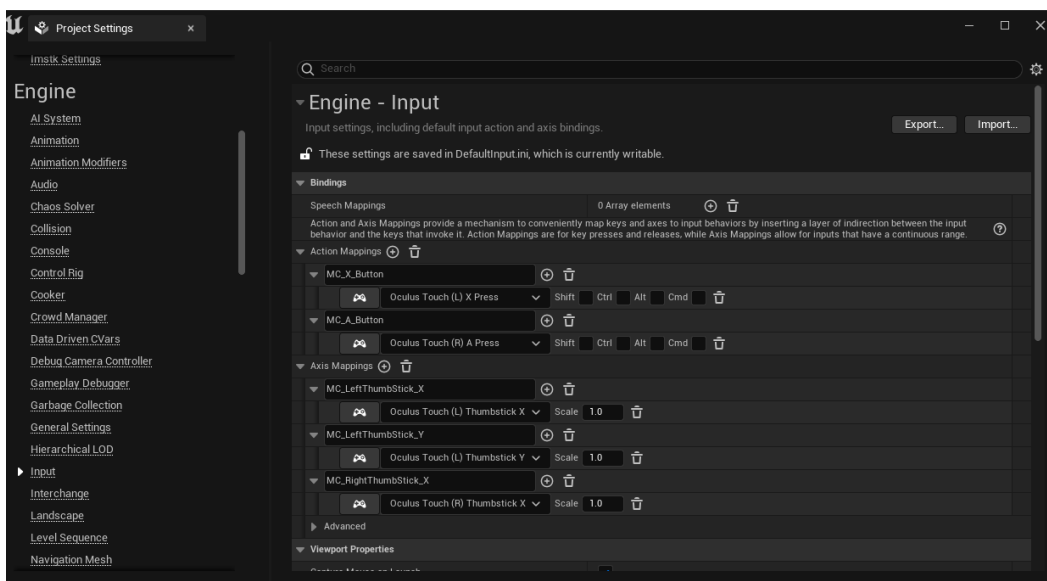 Project Settings
Imstk Settings
Engine
AI System
Animation
Animation Modifiers
Audio
Chaos Solver
Collision
Console
Control Rig
Cooker
Crowd Manager
Data Driven CVars
Debug Camera Controller
Gameplay Debugger
Garbage Collection
General Settings
Hierarchical LOD
Input
Interchange
Landscape
Level Sequence
Navigation Mesh
Search
Engine - Input
Input settings, including default input action and axis bindings.
Export...
Import...
These settings are saved in DefaultInput.ini, which is currently writable.
Bindings
Speech Mappings 0 Array elements
Action and Axis Mappings provide a mechanism to conveniently map keys and axes to input behaviors by inserting a layer of indirection between the input
behavior and the keys that invoke it. Action Mappings are for key presses and releases, while Axis Mappings allow for inputs that have a continuous range.
Action Mappings
MC_X_Button
Oculus Touch (L) X Press Shift Ctrl Alt Cmd
MC_A_Button
Oculus Touch (R) A Press Shift Ctrl Alt Cmd
Axis Mappings
MC_LeftThumbStick_X
Oculus Touch (L) Thumbstick X Scale 1.0
MC_LeftThumbStick_Y
Oculus Touch (L) Thumbstick Y Scale 1.0
MC_RightThumbStick_X
Oculus Touch (R) Thumbstick X Scale 1.0
Advanced
Viewport Properties
Capture Mouse on Launch